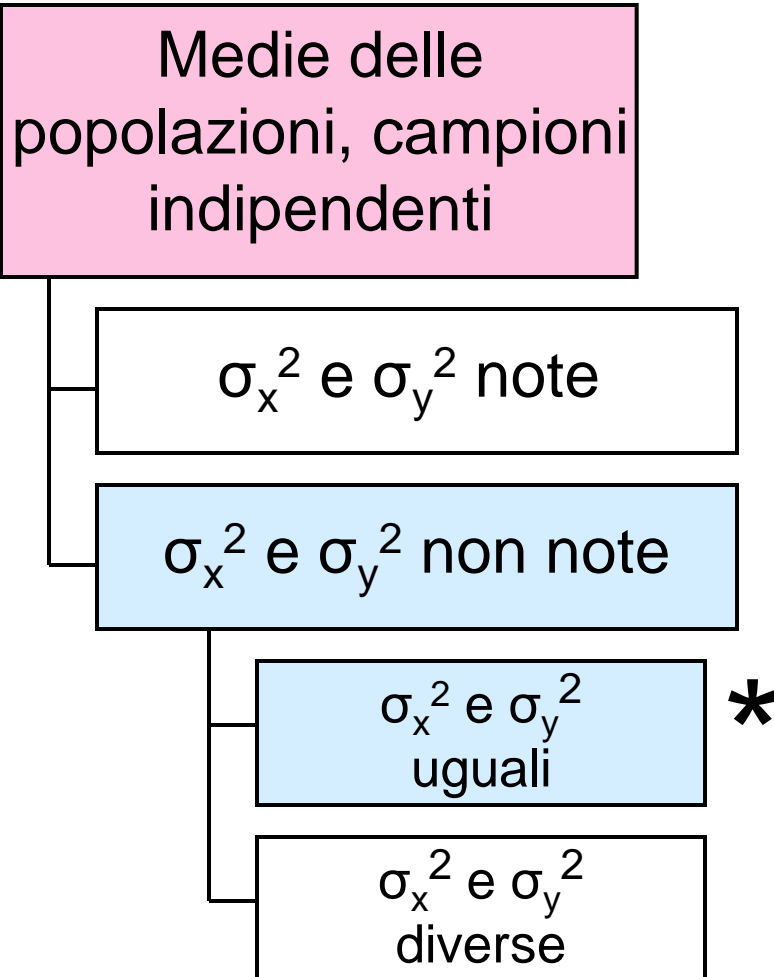 Medie delle
popolazioni, campioni
indipendenti
σx² e σy² note
σx² e σy² non note
σx² e σy²
uguali
*
σx² e σy²
diverse